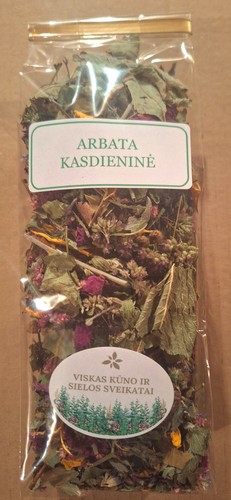 ARBATA
KASDIENINĖ
VISKAS KŪNO IR
SIELOS SVEIKATAI